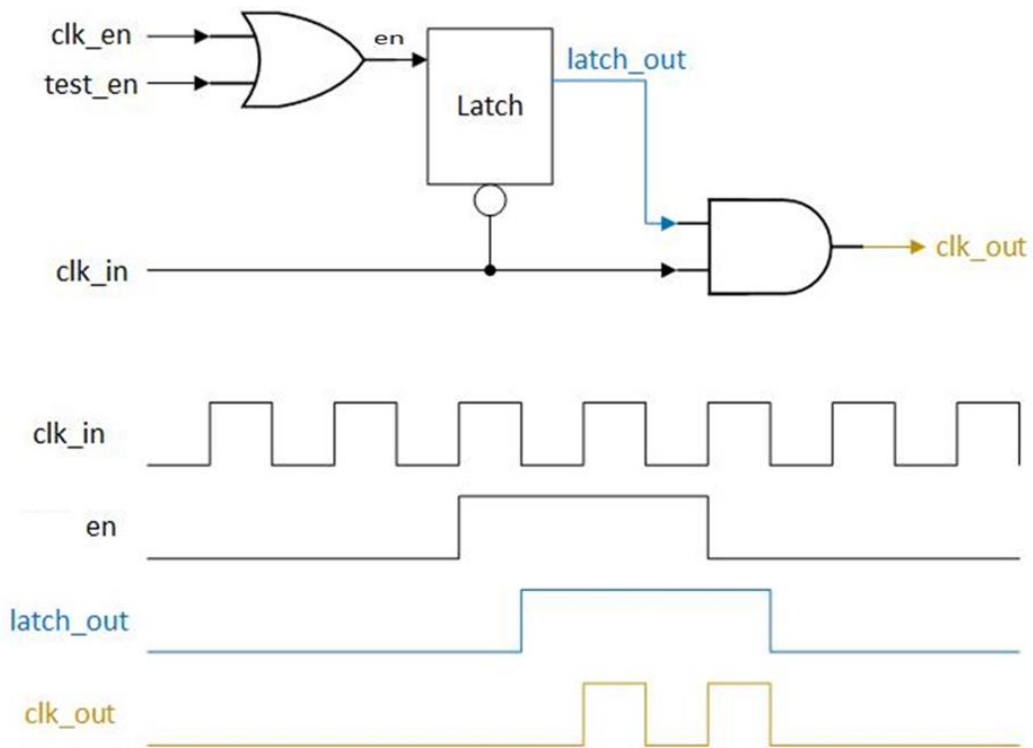 clk_en
en
test_en
Latch
latch_out
clk_in
clk_out
clk_in
en
latch_out
clk_out